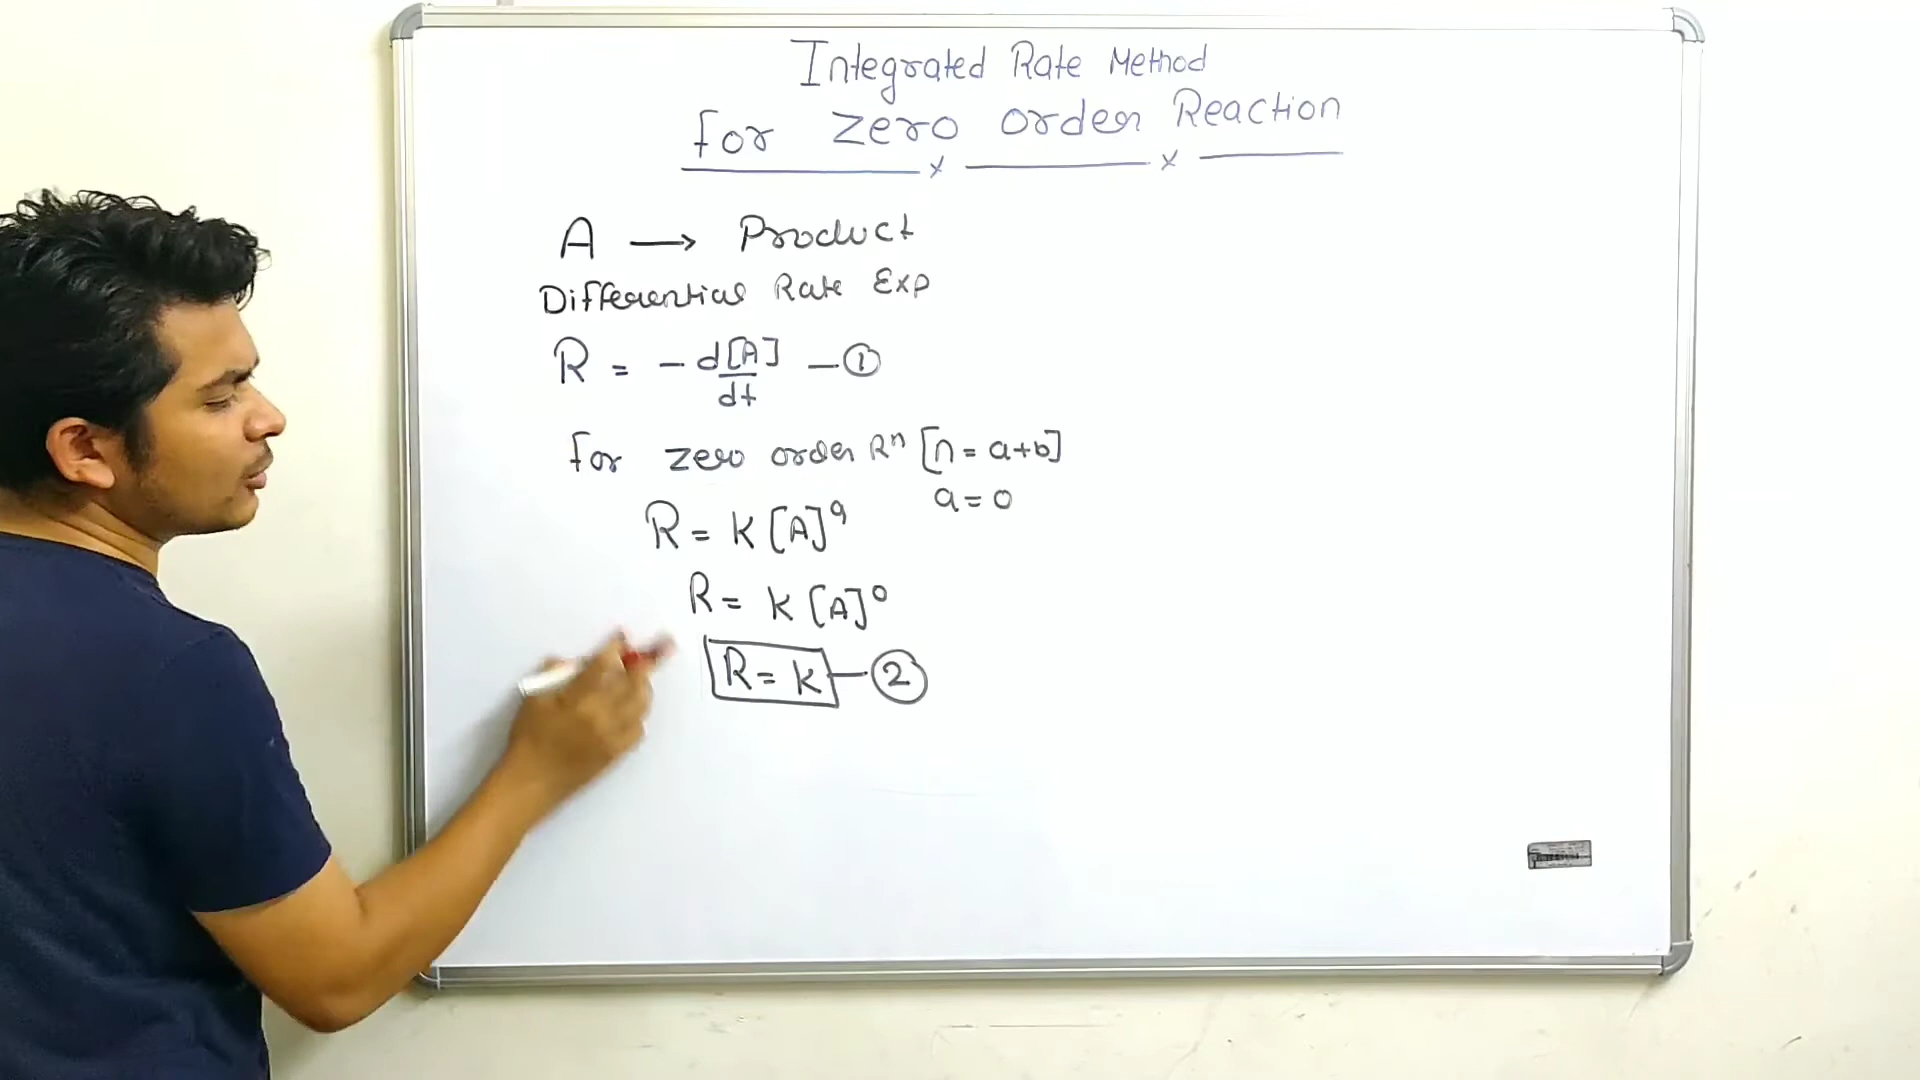 Integrated Rate Method
for zero order Reaction
A → Product
Differential Rate Exp
R = - d[A]/dt - ①
for zero order Rⁿ [n = a+b]
a = 0
R = K [A]ᵃ
R = K [A]⁰
R = K - ②